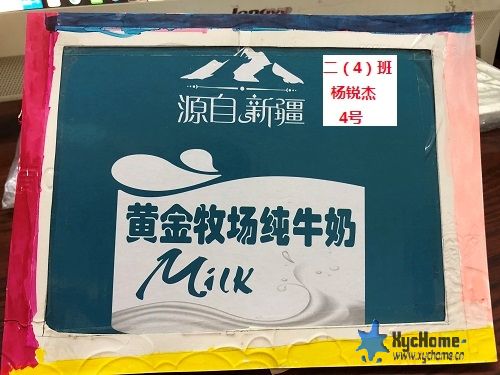 lenovo
二（4）班
杨锐杰
4号
源自新疆
黄金牧场纯牛奶
Milk
XycHome
www.xychome.cn